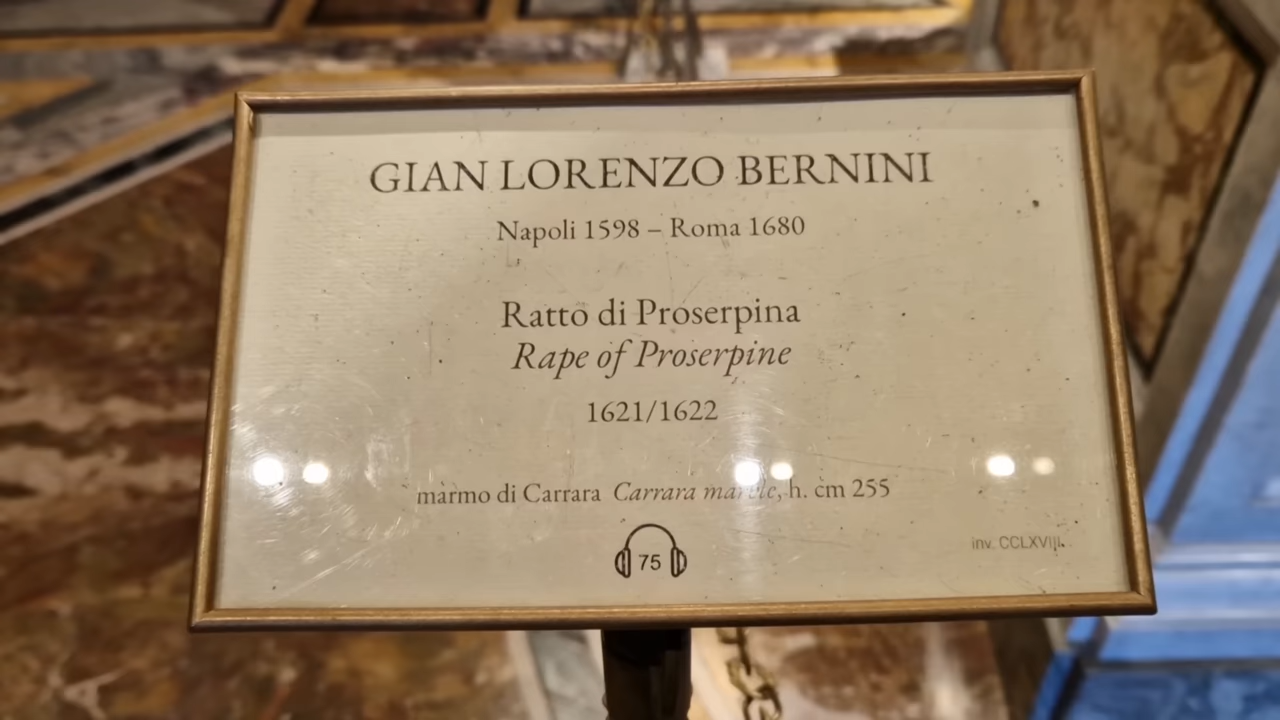 GIAN LORENZO BERNINI
Napoli 1598 – Roma 1680
Ratto di Proserpina
Rape of Proserpine
1621/1622
marmo di Carrara Carrara marble, h. cm 255
75
inv. CCLXVIII